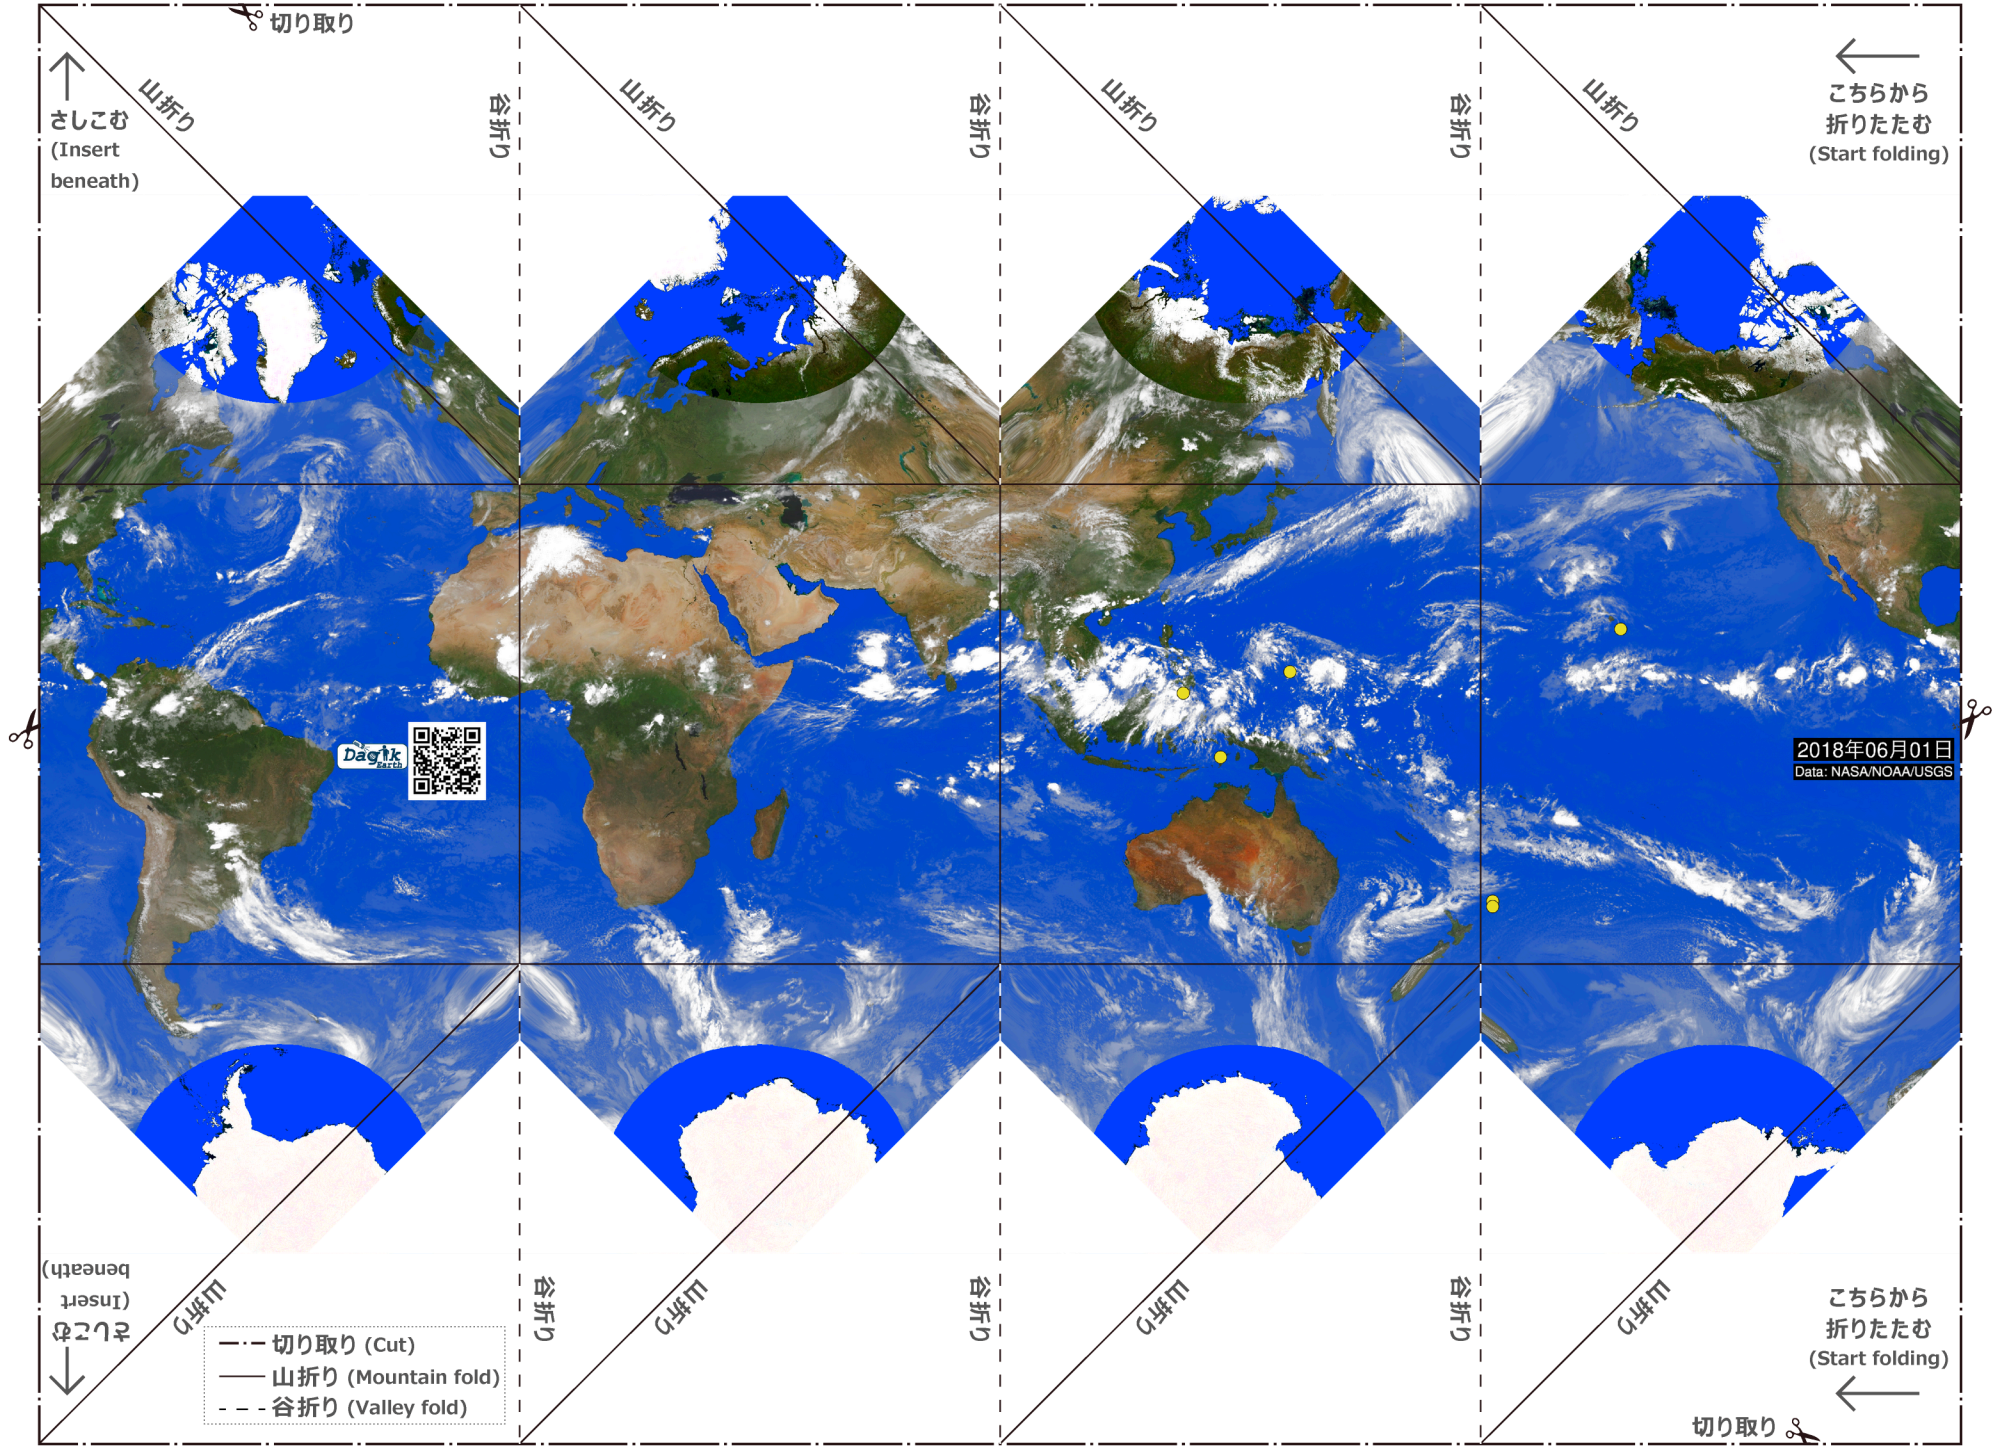 切り取り
山折り
山折り
山折り
山折り
谷折り
谷折り
谷折り
さしこむ
(Insert
beneath)
こちらから
折りたたむ
(Start folding)
Dagik
Earth
2018年06月01日
Data: NASA/NOAA/USGS
さしこむ
(Insert
beneath)
山折り
山折り
山折り
山折り
谷折り
谷折り
谷折り
こちらから
折りたたむ
(Start folding)
切り取り (Cut)
山折り (Mountain fold)
谷折り (Valley fold)
切り取り